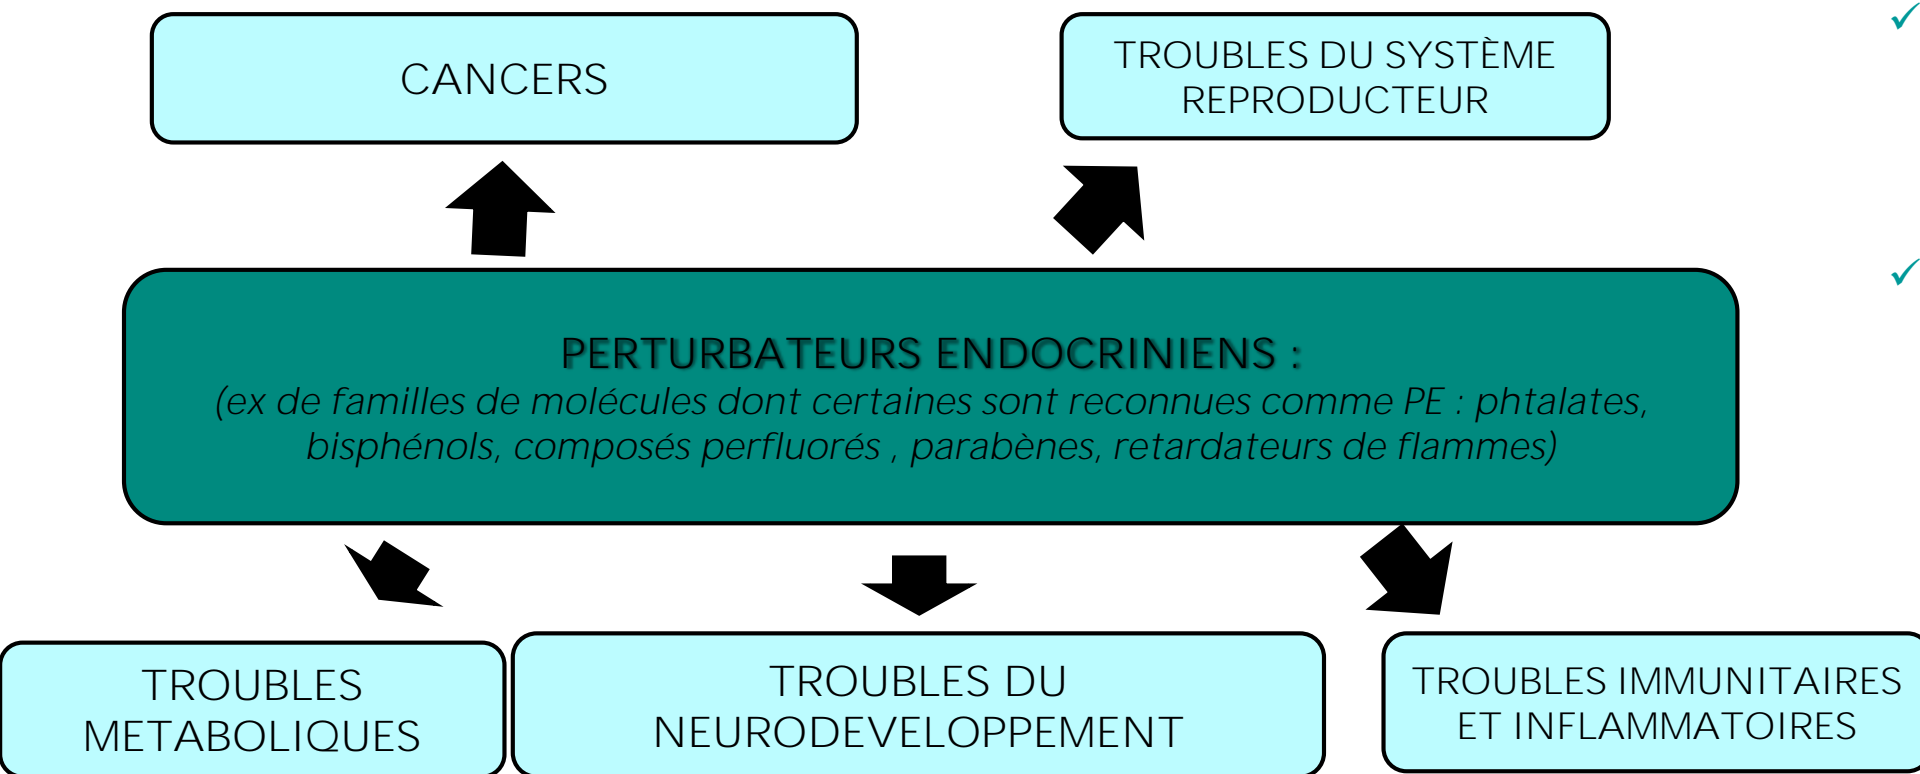 CANCERS
TROUBLES DU SYSTÈME
REPRODUCTEUR
PERTURBATEURS ENDOCRINIENS :
(ex de familles de molécules dont certaines sont reconnues comme PE : phtalates,
bisphénols, composés perfluorés , parabènes, retardateurs de flammes)
TROUBLES
METABOLIQUES
TROUBLES DU
NEURODEVELOPPEMENT
TROUBLES IMMUNITAIRES
ET INFLAMMATOIRES